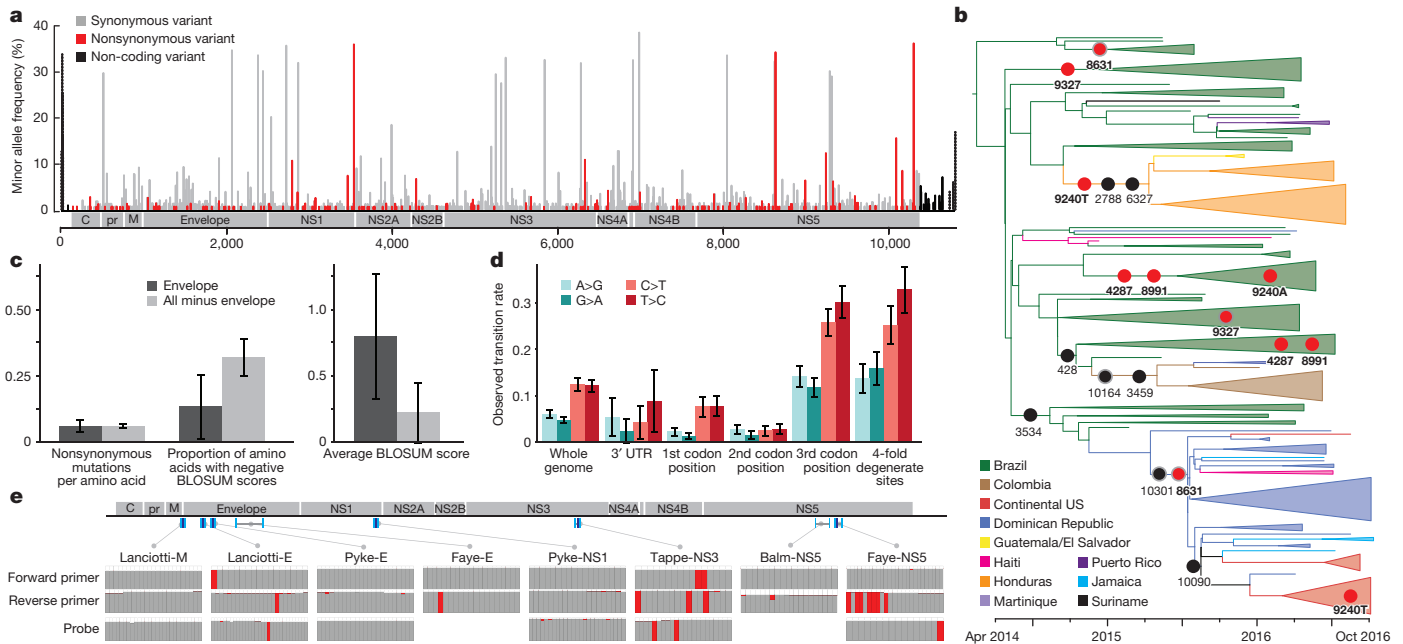 a
Synonymous variant
Nonsynonymous variant
Non-coding variant
Minor allele frequency (%)
40
30
20
10
0
C pr M Envelope NS1 NS2A NS2B NS3 NS4A NS4B NS5
0 2,000 4,000 6,000 8,000 10,000
b
8631
9327
9240T 2788 6327
4287 8991 9240A
9327
4287 8991
428
10164 3459
3534
10301 8631
10090
9240T
Brazil
Colombia
Continental US
Dominican Republic
Guatemala/El Salvador
Haiti
Honduras
Martinique
Puerto Rico
Jamaica
Suriname
Apr 2014 2015 2016 Oct 2016
c
Envelope
All minus envelope
0.50
0.25
0
Nonsynonymous mutations per amino acid
Proportion of amino acids with negative BLOSUM scores
1.0
0.5
0
Average BLOSUM score
d
A>G C>T
G>A T>C
Observed transition rate
0.3
0.2
0.1
0
Whole genome
3′ UTR
1st codon position
2nd codon position
3rd codon position
4-fold degenerate sites
e
C pr M Envelope NS1 NS2A NS2B NS3 NS4A NS4B NS5
Lanciotti-M Lanciotti-E Pyke-E Faye-E Pyke-NS1 Tappe-NS3 Balm-NS5 Faye-NS5
Forward primer
Reverse primer
Probe